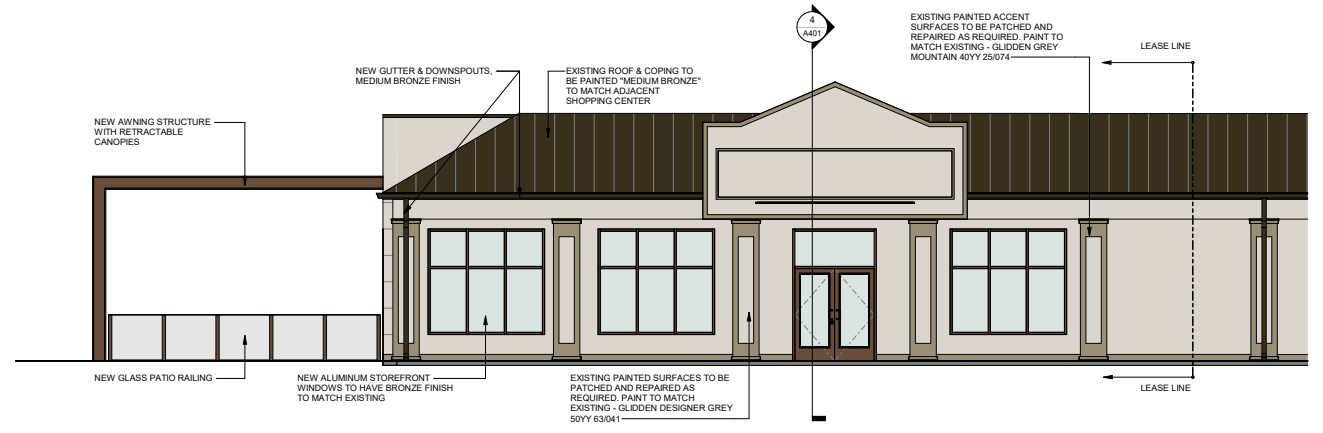 4
A401
EXISTING PAINTED ACCENT
SURFACES TO BE PATCHED AND
REPAIRED AS REQUIRED. PAINT TO
MATCH EXISTING - GLIDDEN GREY
MOUNTAIN 40YY 25/074
LEASE LINE
NEW GUTTER & DOWNSPOUTS,
MEDIUM BRONZE FINISH
EXISTING ROOF & COPING TO
BE PAINTED "MEDIUM BRONZE"
TO MATCH ADJACENT
SHOPPING CENTER
NEW AWNING STRUCTURE
WITH RETRACTABLE
CANOPIES
NEW GLASS PATIO RAILING
NEW ALUMINUM STOREFRONT
WINDOWS TO HAVE BRONZE FINISH
TO MATCH EXISTING
EXISTING PAINTED SURFACES TO BE
PATCHED AND REPAIRED AS
REQUIRED. PAINT TO MATCH
EXISTING - GLIDDEN DESIGNER GREY
50YY 63/041
LEASE LINE